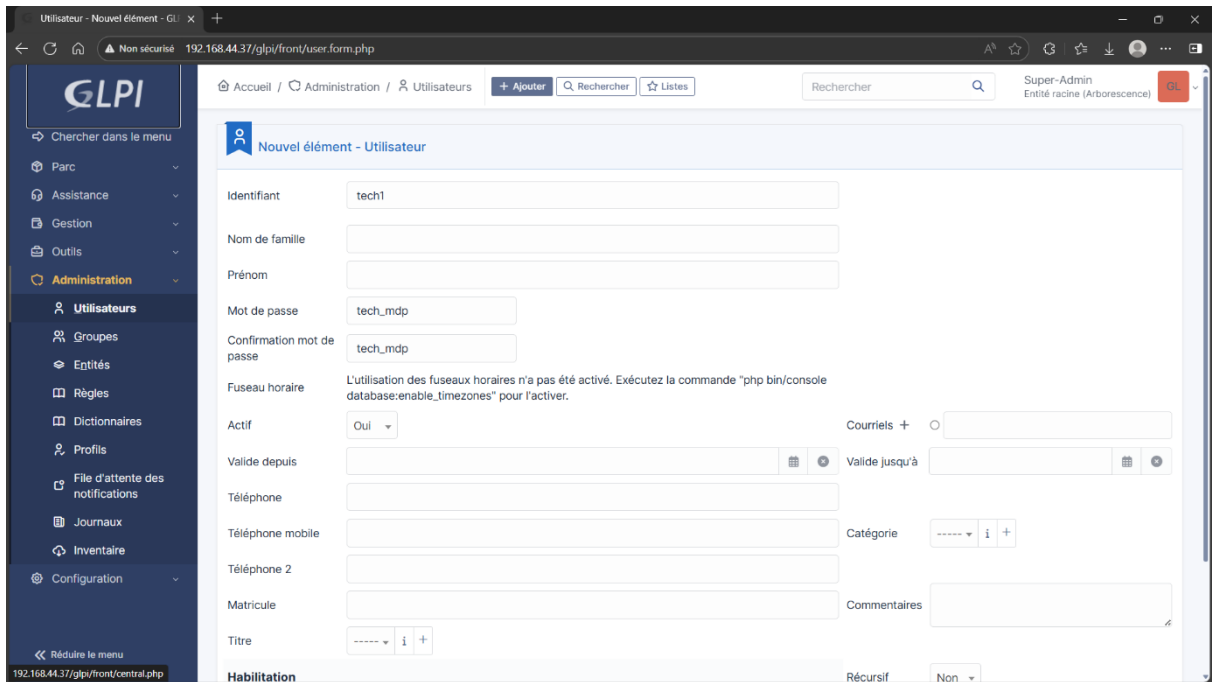 Utilisateur - Nouvel élément - GL
Non sécurisé 192.168.44.37/glpi/front/user.form.php
GLPI
Accueil / Administration / Utilisateurs + Ajouter Rechercher Listes Rechercher Super-Admin
Entité racine (Arborescence) GL
Chercher dans le menu
Parc
Assistance
Gestion
Outils
Administration
Utilisateurs
Groupes
Entités
Règles
Dictionnaires
Profils
File d'attente des
notifications
Journaux
Inventaire
Configuration
Réduire le menu
192.168.44.37/glpi/front/central.php
Nouvel élément - Utilisateur
Identifiant tech1
Nom de famille
Prénom
Mot de passe tech_mdp
Confirmation mot de
passe tech_mdp
Fuseau horaire L'utilisation des fuseaux horaires n'a pas été activé. Exécutez la commande "php bin/console
database:enable_timezones" pour l'activer.
Actif Oui Courriels +
Valide depuis Valide jusqu'à
Téléphone
Téléphone mobile Catégorie ----- i +
Téléphone 2
Matricule Commentaires
Titre ----- i +
Habilitation Récursif Non